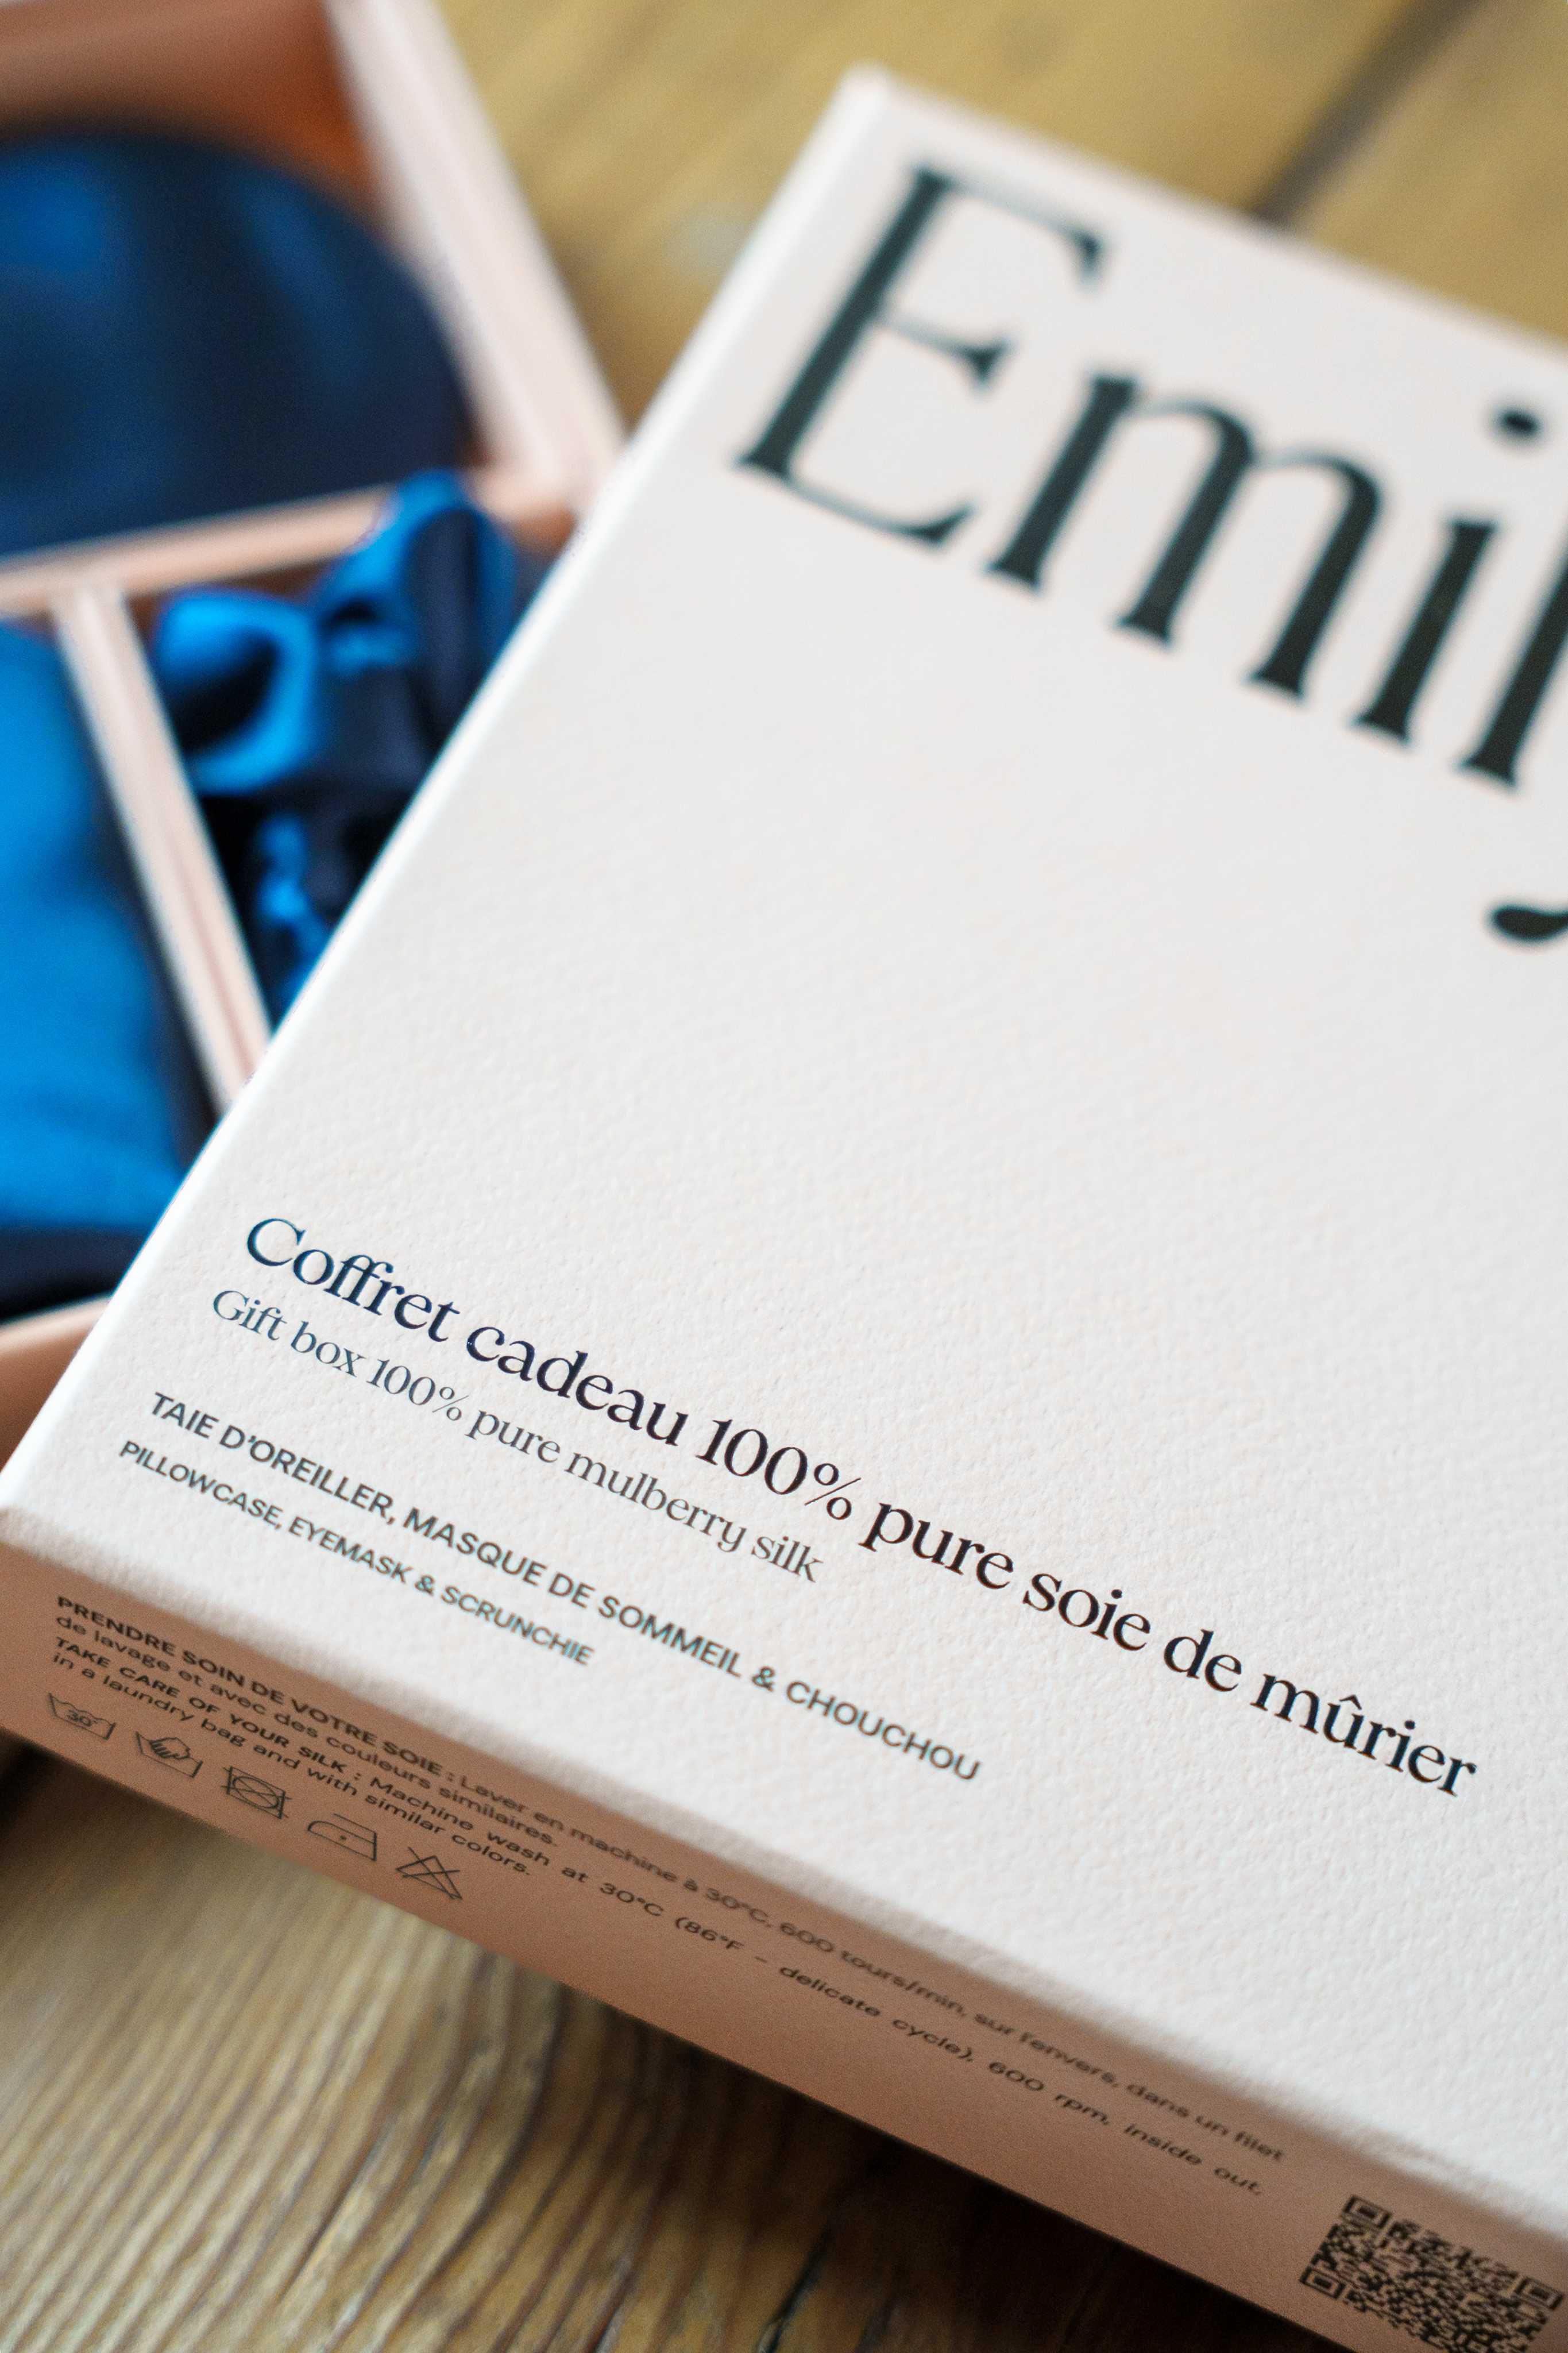 Emily
Coffret cadeau 100% pure soie de mûrier
Gift box 100% pure mulberry silk
TAIE D'OREILLER, MASQUE DE SOMMEIL & CHOUCHOU
PILLOWCASE, EYEMASK & SCRUNCHIE
PRENDRE SOIN DE VOTRE SOIE : Laver en machine à 30°C, 600 tours/min, sur l'envers, dans un filet
de lavage et avec des couleurs similaires.
TAKE CARE OF YOUR SILK : Machine wash at 30°C (86°F - delicate cycle), 600 rpm, inside out,
in a laundry bag and with similar colors.
30°